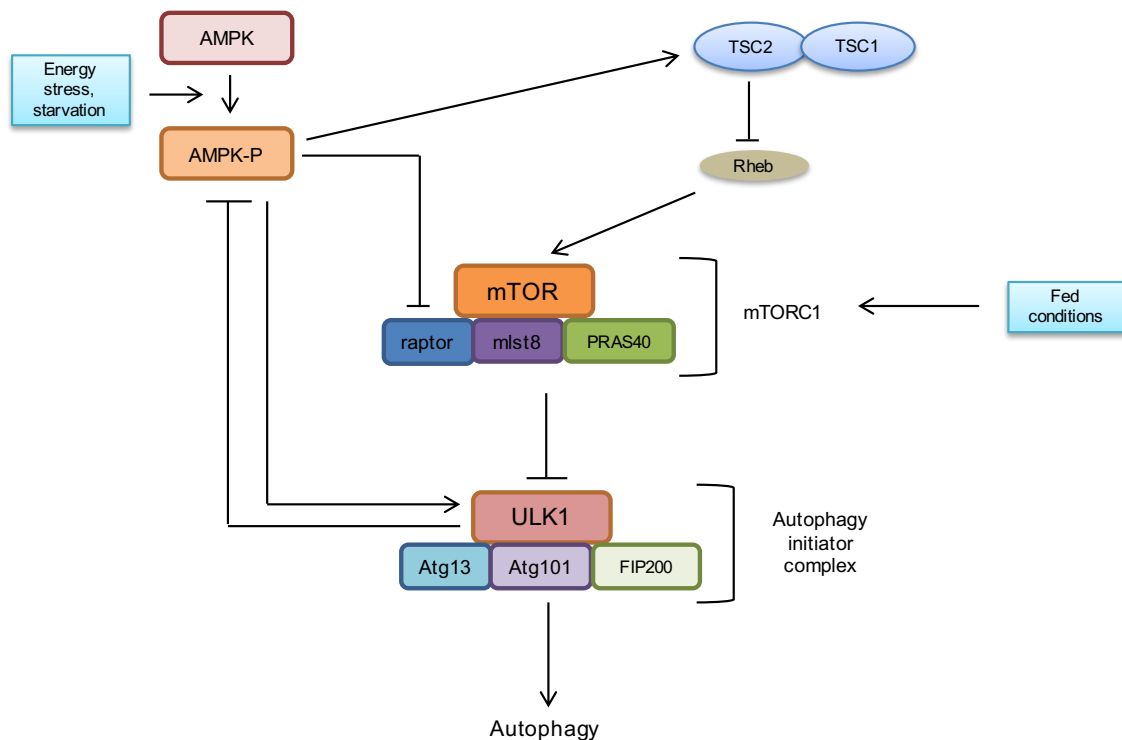 AMPK
Energy
stress,
starvation
AMPK-P
TSC2
TSC1
Rheb
mTOR
raptor
mlst8
PRAS40
mTORC1
Fed
conditions
ULK1
Atg13
Atg101
FIP200
Autophagy
initiator
complex
Autophagy